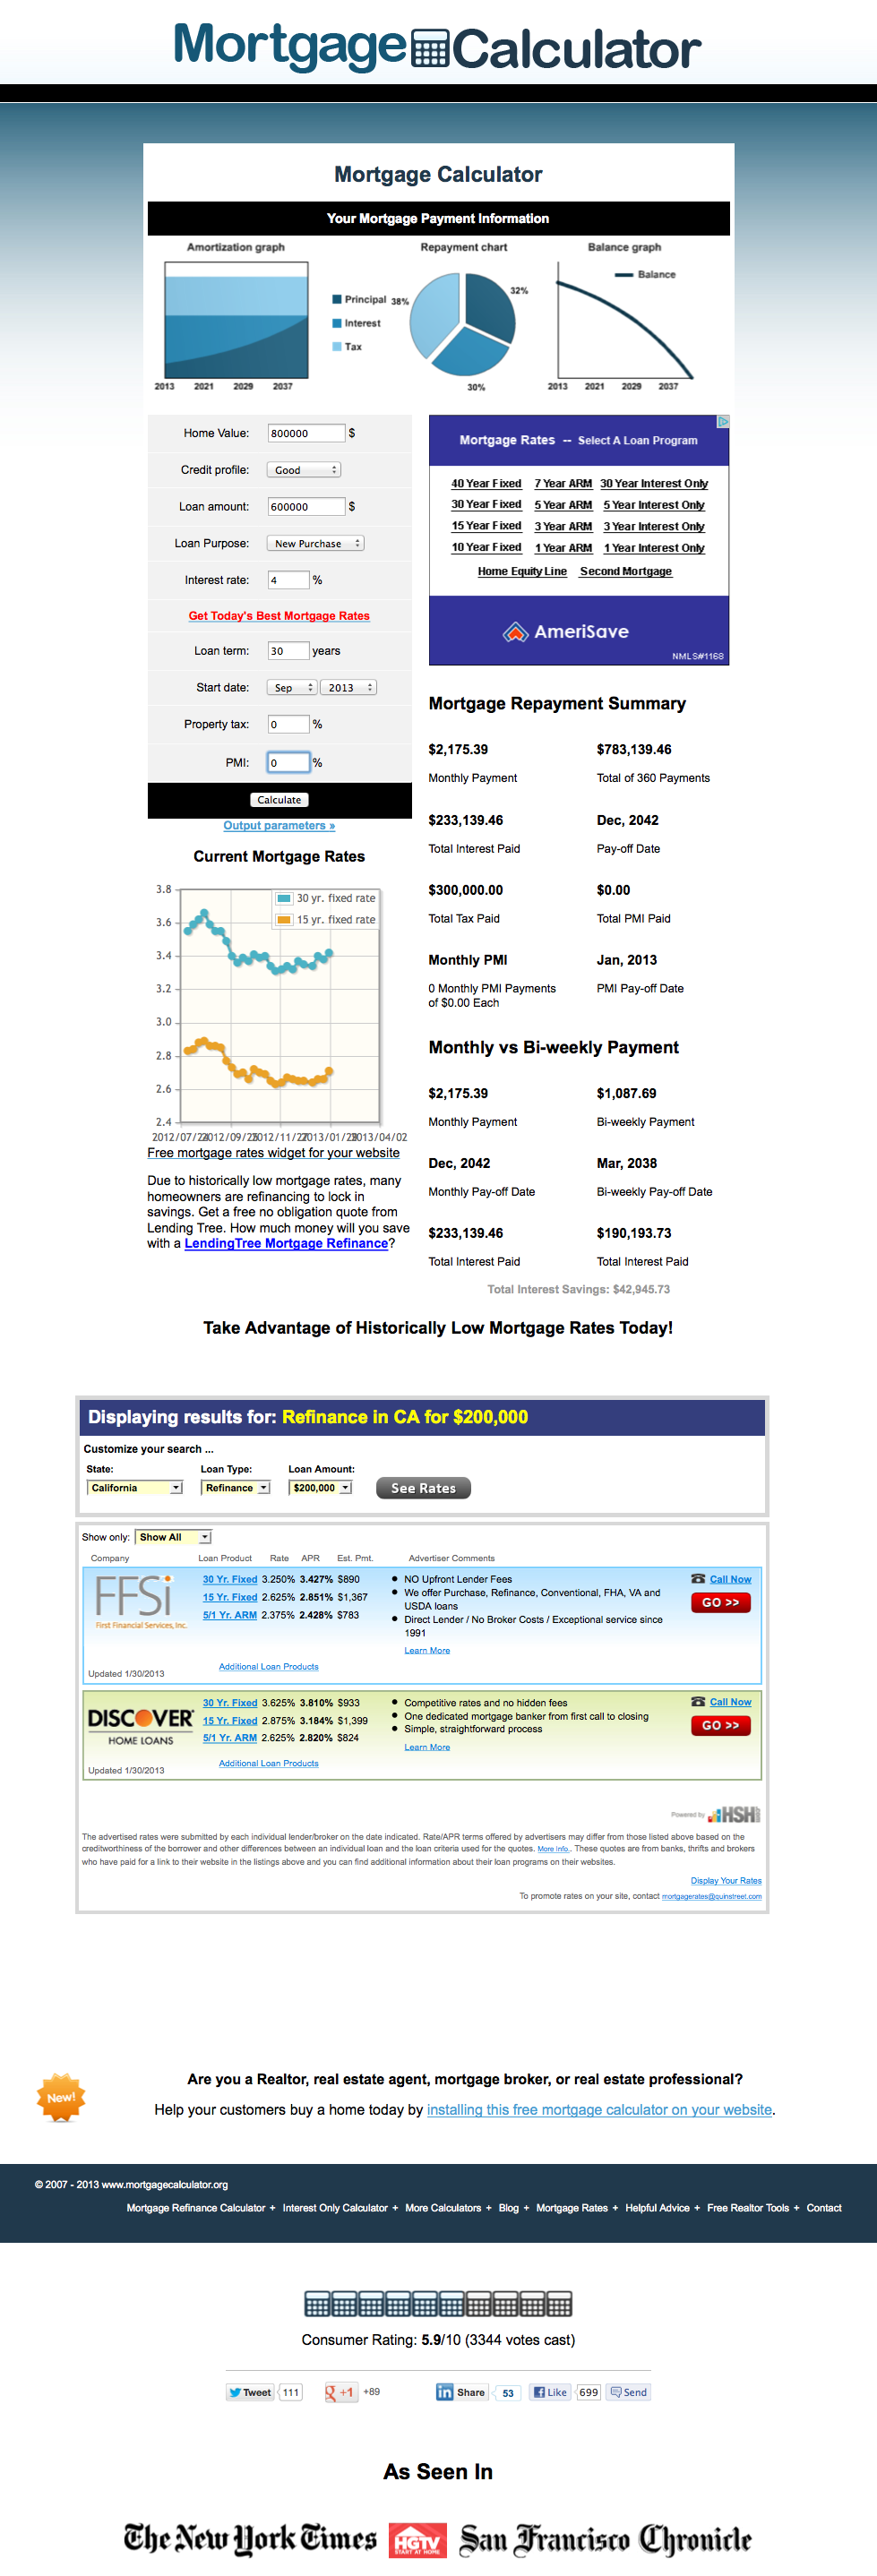 Mortgage Calculator
Mortgage Calculator
Your Mortgage Payment Information
Amortization graph
2013 2021 2029 2037
Repayment chart
Principal
Interest
Tax
38%
32%
30%
Balance graph
Balance
2013 2021 2029 2037
Home Value: 800000 $
Credit profile: Good
Loan amount: 600000 $
Loan Purpose: New Purchase
Interest rate: 4 %
Get Today's Best Mortgage Rates
Loan term: 30 years
Start date: Sep 2013
Property tax: 0 %
PMI: 0 %
Calculate
Output parameters »
Current Mortgage Rates
30 yr. fixed rate
15 yr. fixed rate
3.8
3.6
3.4
3.2
3.0
2.8
2.6
2.4
Free mortgage rates widget for your website
Due to historically low mortgage rates, many
homeowners are refinancing to lock in
savings. Get a free no obligation quote from
Lending Tree. How much money will you save
with a LendingTree Mortgage Refinance?
Mortgage Rates -- Select A Loan Program
40 Year Fixed 7 Year ARM 30 Year Interest Only
30 Year Fixed 5 Year ARM 5 Year Interest Only
15 Year Fixed 3 Year ARM 3 Year Interest Only
10 Year Fixed 1 Year ARM 1 Year Interest Only
Home Equity Line Second Mortgage
AmeriSave
NMLS#1168
Mortgage Repayment Summary
$2,175.39 $783,139.46
Monthly Payment Total of 360 Payments
$233,139.46 Dec, 2042
Total Interest Paid Pay-off Date
$300,000.00 $0.00
Total Tax Paid Total PMI Paid
Monthly PMI Jan, 2013
0 Monthly PMI Payments PMI Pay-off Date
of $0.00 Each
Monthly vs Bi-weekly Payment
$2,175.39 $1,087.69
Monthly Payment Bi-weekly Payment
Dec, 2042 Mar, 2038
Monthly Pay-off Date Bi-weekly Pay-off Date
$233,139.46 $190,193.73
Total Interest Paid Total Interest Paid
Total Interest Savings: $42,945.73
Take Advantage of Historically Low Mortgage Rates Today!
Displaying results for: Refinance in CA for $200,000
Customize your search ...
State: Loan Type: Loan Amount:
California Refinance $200,000 See Rates
Show only: Show All
Company Loan Product Rate APR Est. Pmt. Advertiser Comments
FFSi
First Financial Services, Inc.
Updated 1/30/2013
30 Yr. Fixed 3.250% 3.427% $890
15 Yr. Fixed 2.625% 2.851% $1,367
5/1 Yr. ARM 2.375% 2.428% $783
Additional Loan Products
• NO Upfront Lender Fees
• We offer Purchase, Refinance, Conventional, FHA, VA and
USDA loans
• Direct Lender / No Broker Costs / Exceptional service since
1991
Learn More
Call Now
GO >>
DISCOVER
HOME LOANS
Updated 1/30/2013
30 Yr. Fixed 3.625% 3.810% $933
15 Yr. Fixed 2.875% 3.184% $1,399
5/1 Yr. ARM 2.625% 2.820% $824
Additional Loan Products
• Competitive rates and no hidden fees
• One dedicated mortgage banker from first call to closing
• Simple, straightforward process
Learn More
Call Now
GO >>
Powered by HSH
The advertised rates were submitted by each individual lender/broker on the date indicated. Rate/APR terms offered by advertisers may differ from those listed above based on the
creditworthiness of the borrower and other differences between an individual loan and the loan criteria used for the quotes. More Info. These quotes are from banks, thrifts and brokers
who have paid for a link to their website in the listings above and you can find additional information about their loan programs on their websites.
Display Your Rates
To promote rates on your site, contact mortgagerates@quinstreet.com
New!
Are you a Realtor, real estate agent, mortgage broker, or real estate professional?
Help your customers buy a home today by installing this free mortgage calculator on your website.
© 2007 - 2013 www.mortgagecalculator.org
Mortgage Refinance Calculator + Interest Only Calculator + More Calculators + Blog + Mortgage Rates + Helpful Advice + Free Realtor Tools + Contact
Consumer Rating: 5.9/10 (3344 votes cast)
Tweet 111 +1 +89 in Share 53 Like 699 Send
As Seen In
The New York Times HGTV START AT HOME San Francisco Chronicle